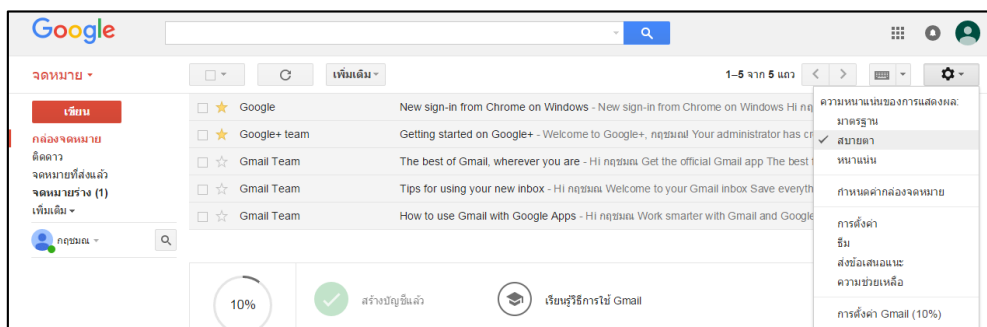 Google
จดหมาย
เพิ่มเติม
1–5 จาก 5 แถว
เขียน
กล่องจดหมาย
ติดดาว
จดหมายที่ส่งแล้ว
จดหมายร่าง (1)
เพิ่มเติม
กฤชมณ
Google New sign-in from Chrome on Windows - New sign-in from Chrome on Windows Hi
Google+ team Getting started on Google+ - Welcome to Google+, กฤชมณ! Your administrator has
Gmail Team The best of Gmail, wherever you are - Hi กฤชมณ Get the official Gmail app The best
Gmail Team Tips for using your new inbox - Hi กฤชมณ Welcome to your Gmail inbox Save
Gmail Team How to use Gmail with Google Apps - Hi กฤชมณ Work smarter with Gmail and Google
ความหนาแน่นของการแสดงผล:
มาตรฐาน
สบายตา
หนาแน่น
กำหนดค่ากล่องจดหมาย
การตั้งค่า
ธีม
ส่งข้อเสนอแนะ
ความช่วยเหลือ
การตั้งค่า Gmail (10%)
10%
สร้างบัญชีแล้ว
เรียนรู้วิธีการใช้ Gmail